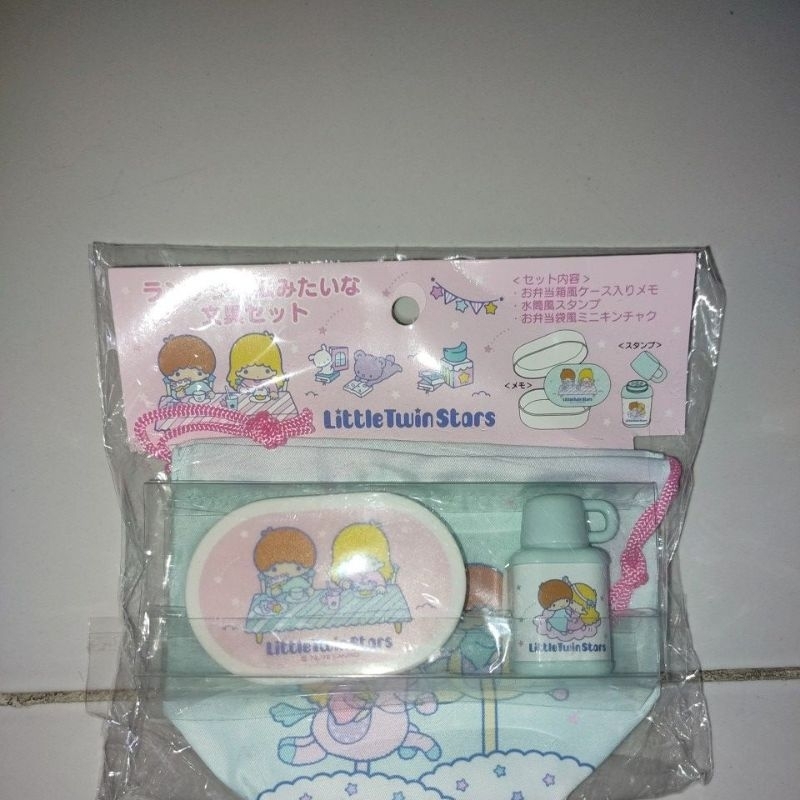 ラン みたいな
文具セット
<セット内容>
・お弁当箱風ケース入りメモ
・水筒風スタンプ
・お弁当袋風ミニキンチャク
<スタンプ>
<メモ>
LittleTwinStars
LittleTwinStars
LittleTwinStars